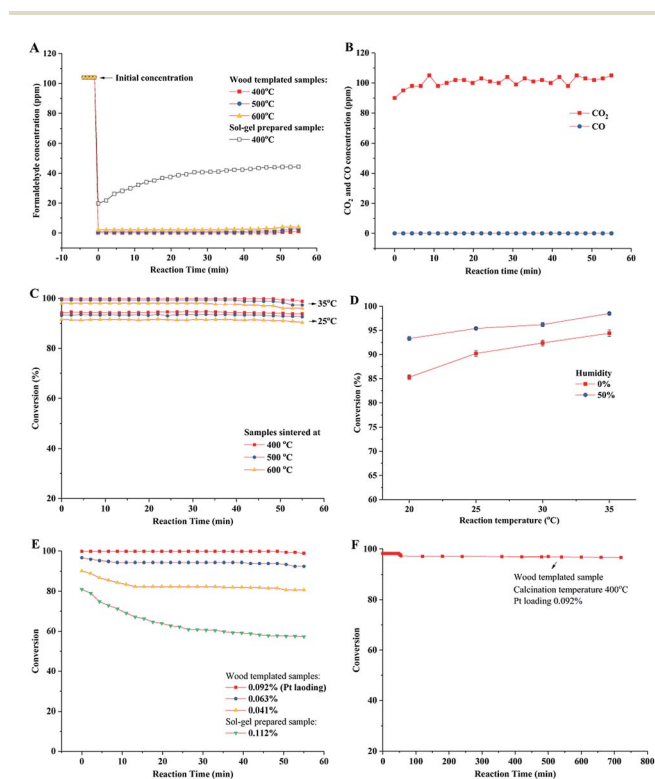 A
120
100
80
60
40
20
0
Formaldehyde concentration (ppm)
Initial concentration
Wood templated samples:
400°C
500°C
600°C
Sol-gel prepared sample:
400°C
-10 0 10 20 30 40 50 60
Reaction Time (min)
B
120
100
80
60
40
20
0
CO₂ and CO concentration (ppm)
CO₂
CO
0 10 20 30 40 50 60
Reaction time (min)
C
100
80
60
40
20
Conversion (%)
35°C
25°C
Samples sintered at
400 °C
500 °C
600 °C
0 10 20 30 40 50 60
Reaction Time (min)
D
100
95
90
85
80
75
70
65
60
Conversion (%)
Humidity
0%
50%
20 25 30 35
Reaction temperature (°C)
E
100
80
60
40
20
0
Conversion
Wood templated samples:
0.092% (Pt laoding)
0.063%
0.041%
Sol-gel prepared sample:
0.112%
0 10 20 30 40 50 60
Reaction Time (min)
F
100
80
60
40
20
Conversion
Wood templated sample
Calcination temperature 400°C
Pt loading 0.092%
0 100 200 300 400 500 600 700 800
Reaction Time (min)